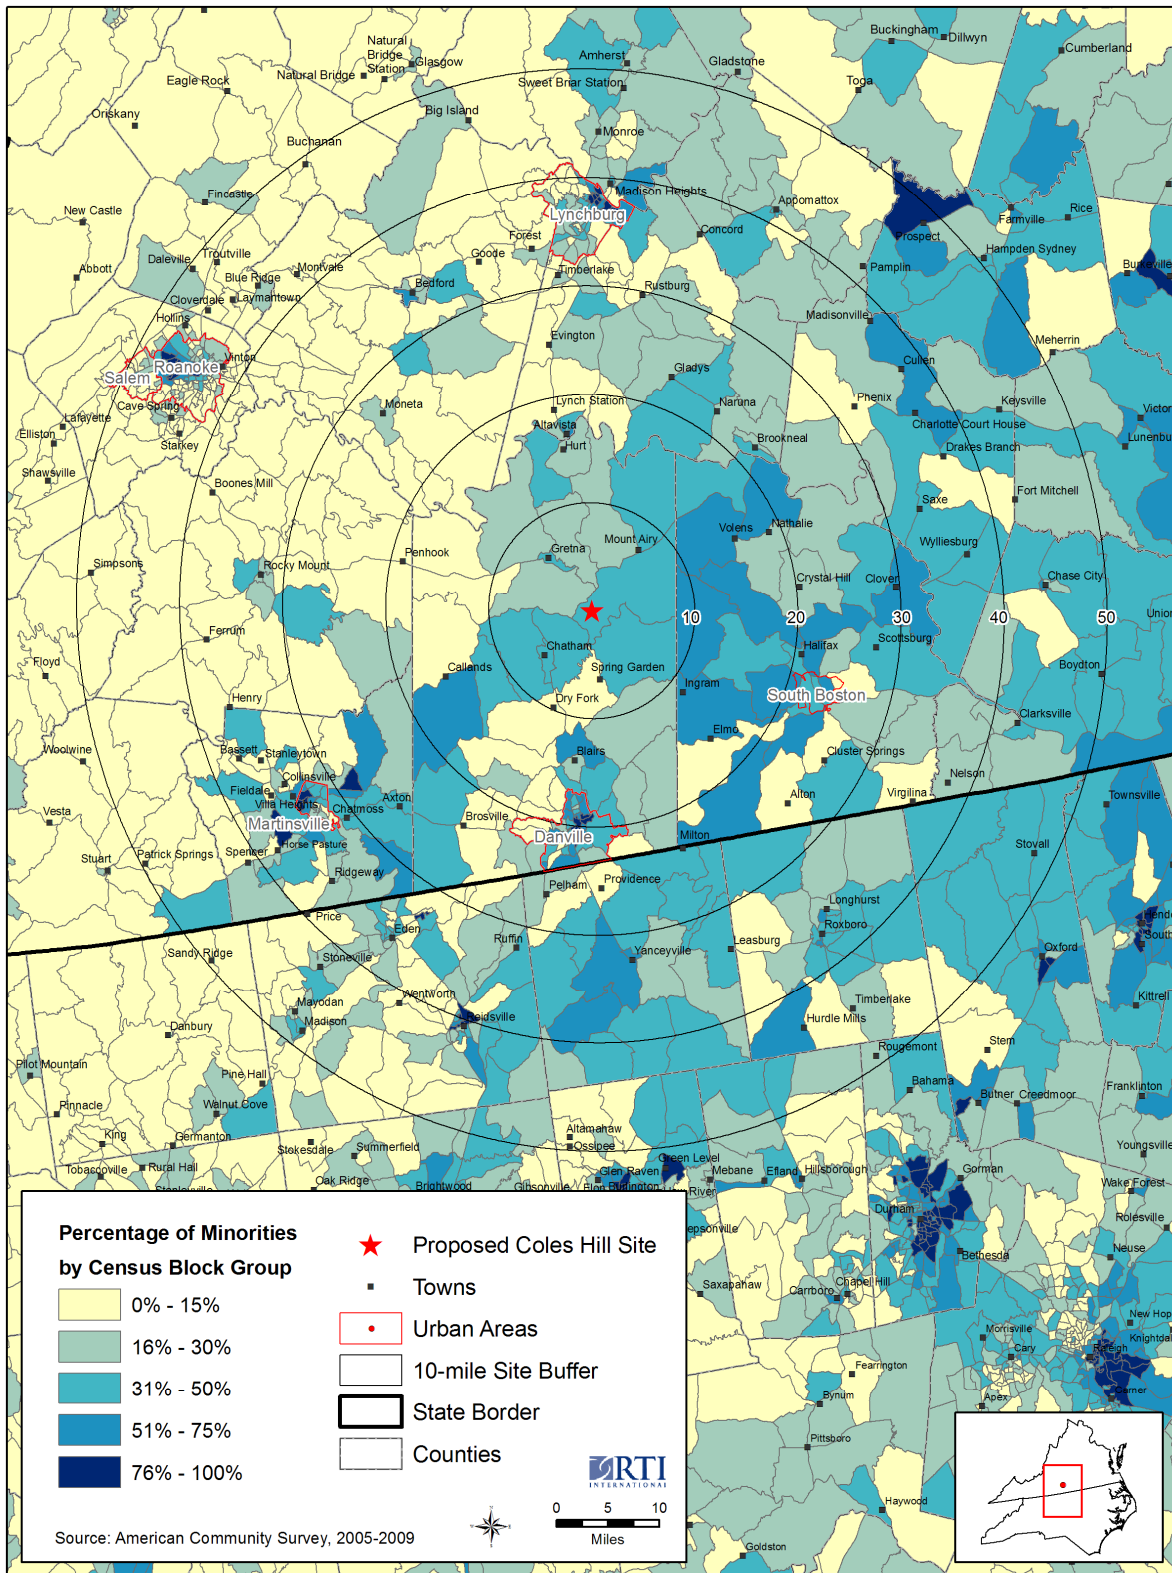 Buckingham
Dillwyn
Natural
Bridge
Station
Glasgow
Natural Bridge
Amherst
Gladstone
Cumberland
Eagle Rock
Sweet Briar Station
Toga
Oriskany
Big Island
Monroe
Buchanan
Fincastle
Madison Heights
Lynchburg
Appomattox
Rice
New Castle
Farmville
Prospect
Concord
Forest
Hampden Sydney
Troutville
Daleville
Goode
Abbott
Blue Ridge
Montvale
Timberlake
Pamplin
Burkeville
Bedford
Rustburg
Cloverdale
Laymantown
Hollins
Madisonville
Evington
Meherrin
Vinton
Roanoke
Salem
Cullen
Gladys
Cave Spring
Moneta
Lynch Station
Naruna
Phenix
Keysville
Lafayette
Victor
Altavista
Charlotte Court House
Elliston
Starkey
Hurt
Brookneal
Drakes Branch
Lunenbu
Shawsville
Boones Mill
Saxe
Fort Mitchell
Volens
Nathalie
Mount Airy
Wylliesburg
Gretna
Penhook
Simpsons
Rocky Mount
Crystal Hill
Clover
Chase City
10
20
30
40
50
Union
Ferrum
Chatham
Halifax
Scottsburg
Floyd
Callands
Spring Garden
Boydton
Ingram
South Boston
Henry
Dry Fork
Clarksville
Elmo
Woolwine
Bassett
Stanleytown
Blairs
Cluster Springs
Collinsville
Nelson
Fieldale
Villa Heights
Axton
Alton
Virgilina
Townsville
Vesta
Martinsville
Chatmoss
Brosville
Danville
Milton
Stovall
Stuart
Patrick Springs
Spencer
Horse Pasture
Ridgeway
Pelham
Providence
Price
Longhurst
Eden
Roxboro
Hende
South
Sandy Ridge
Stoneville
Ruffin
Yanceyville
Leasburg
Oxford
Mayodan
Wentworth
Timberlake
Kittrell
Danbury
Madison
Reidsville
Hurdle Mills
Stem
Pilot Mountain
Rougemont
Pine Hall
Bahama
Butner
Creedmoor
Franklinton
Pinnacle
Walnut Cove
King
Germanton
Altamahaw
Ossipee
Stokesdale
Summerfield
Youngsville
Tobaccoville
Rural Hall
Green Level
Glen Raven
Mebane
Efland
Hillsborough
Gorman
Stanleyville
Oak Ridge
Brightwood
Gibsonville
Elon
Burlington
River
Wake Forest
Durham
Rolesville
epsonville
Bethesda
Neuse
Saxapahaw
Carrboro
Chapel Hill
Morrisville
New Hop
Knightdal
Cary
Raleigh
Fearrington
Bynum
Apex
Garner
Pittsboro
Haywood
Goldston
Percentage of Minorities
by Census Block Group
0% - 15%
16% - 30%
31% - 50%
51% - 75%
76% - 100%
Proposed Coles Hill Site
Towns
Urban Areas
10-mile Site Buffer
State Border
Counties
RTI
INTERNATIONAL
0 5 10
Miles
Source: American Community Survey, 2005-2009